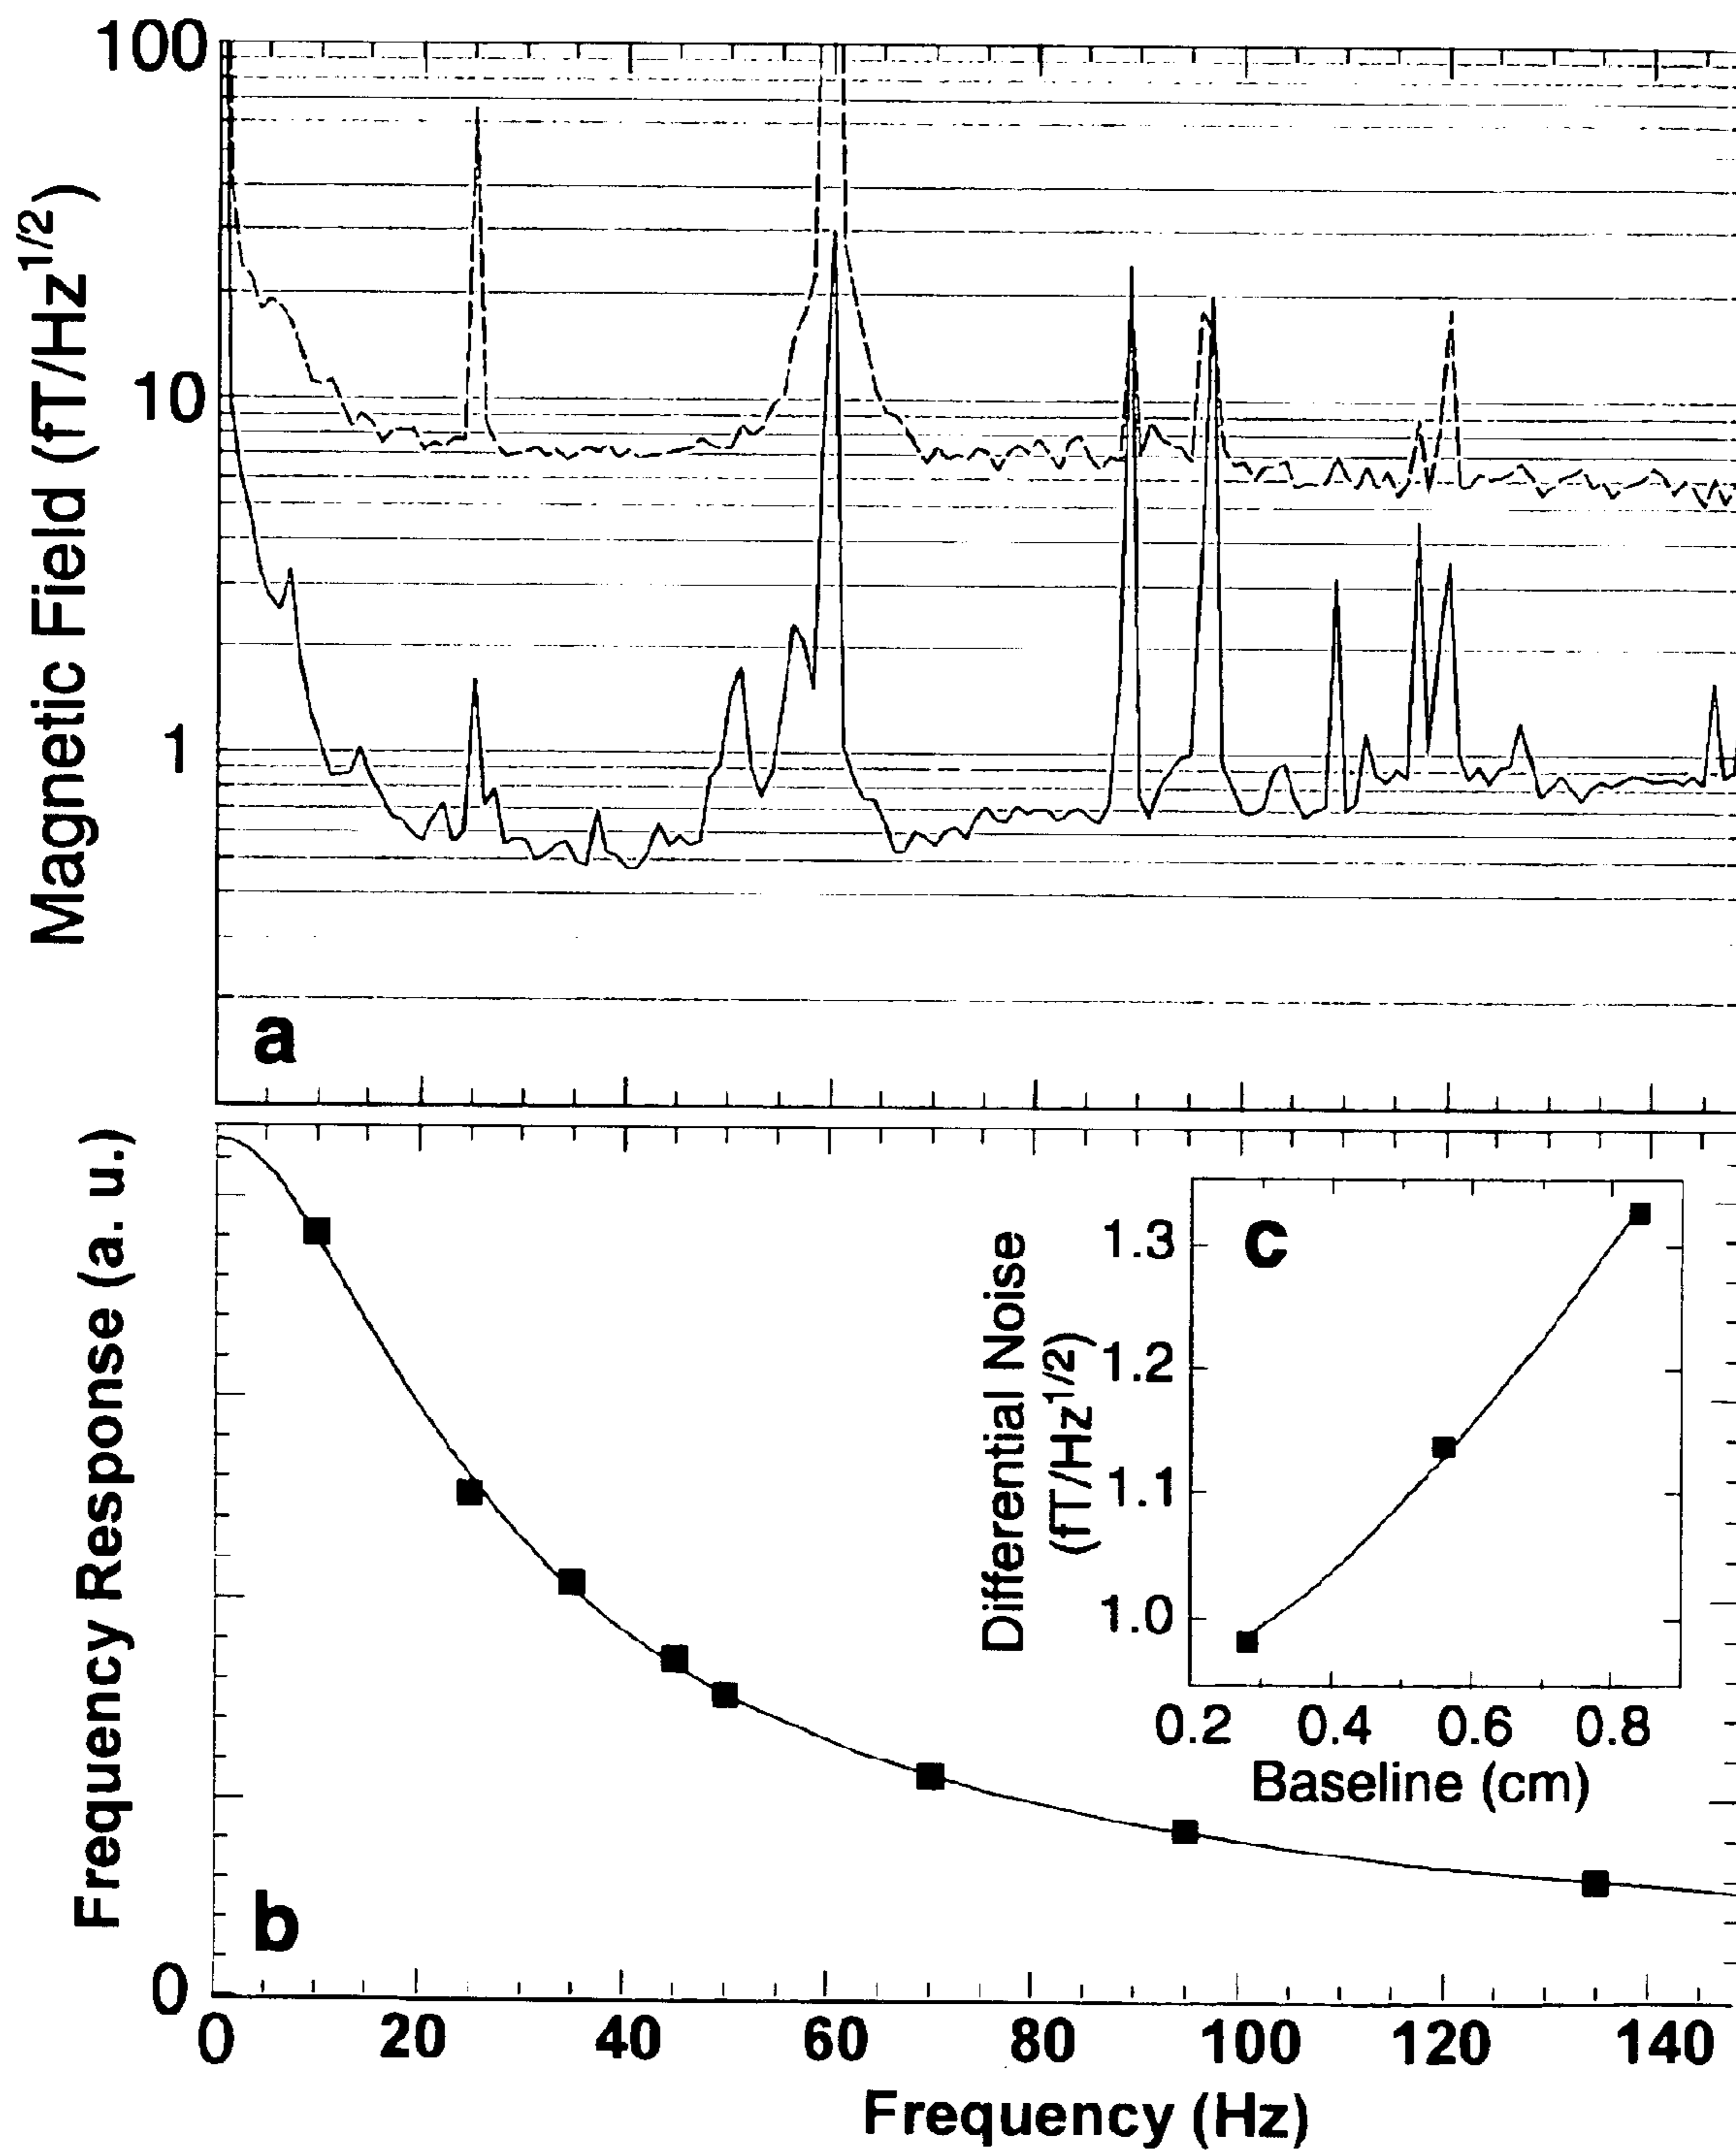 100
10
1
Magnetic Field (fT/Hz^1/2)
a
Frequency Response (a. u.)
0
b
0 20 40 60 80 100 120 140
Frequency (Hz)
c
Differential Noise
(fT/Hz^1/2)
1.3
1.2
1.1
1.0
0.2 0.4 0.6 0.8
Baseline (cm)